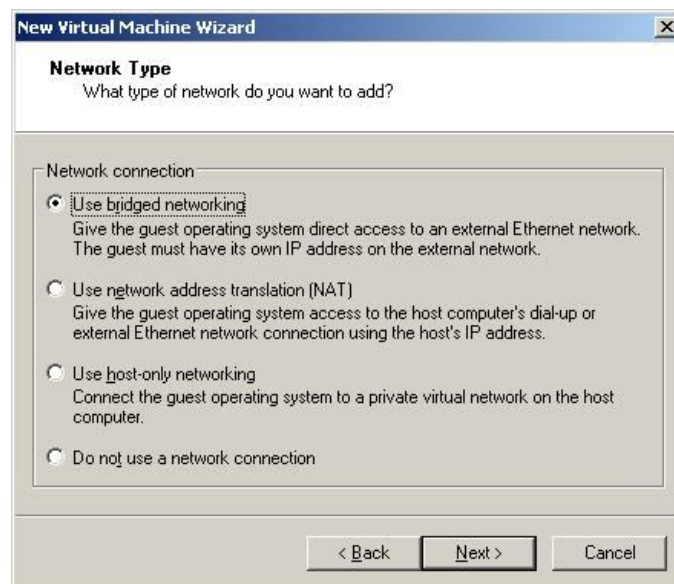 New Virtual Machine Wizard
Network Type
What type of network do you want to add?
Network connection
Use bridged networking
Give the guest operating system direct access to an external Ethernet network.
The guest must have its own IP address on the external network.
Use network address translation (NAT)
Give the guest operating system access to the host computer's dial-up or
external Ethernet network connection using the host's IP address.
Use host-only networking
Connect the guest operating system to a private virtual network on the host
computer.
Do not use a network connection
< Back Next > Cancel